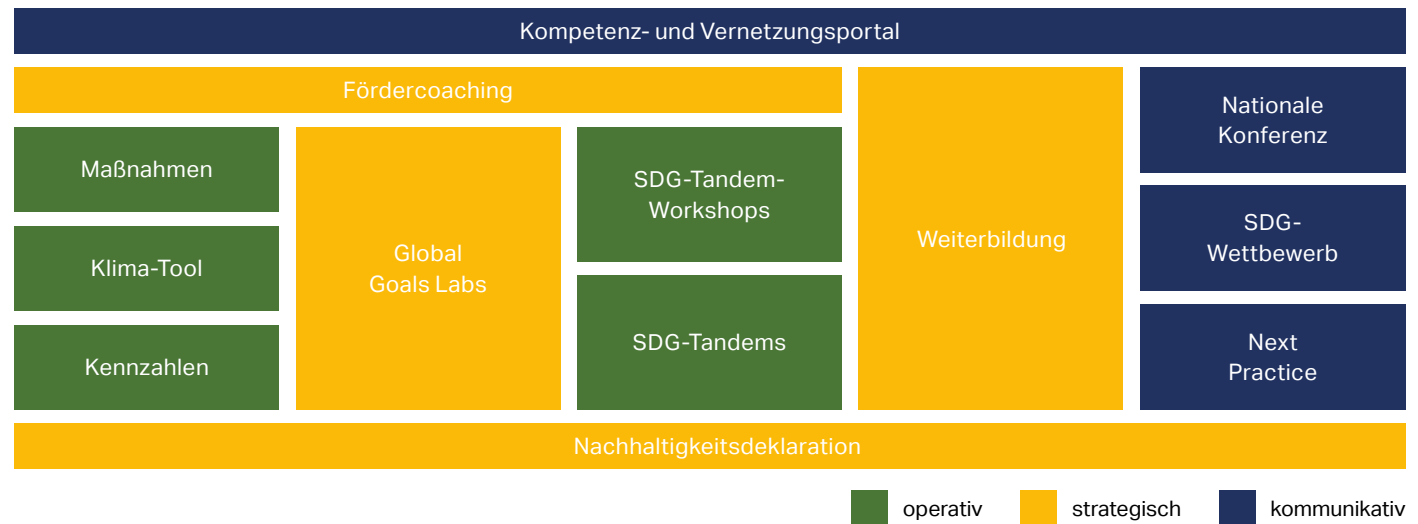 Kompetenz- und Vernetzungsportal
Fördercoaching
Maßnahmen
Klima-Tool
Kennzahlen
Global
Goals Labs
SDG-Tandem-
Workshops
SDG-Tandems
Weiterbildung
Nationale
Konferenz
SDG-
Wettbewerb
Next
Practice
Nachhaltigkeitsdeklaration
operativ
strategisch
kommunikativ